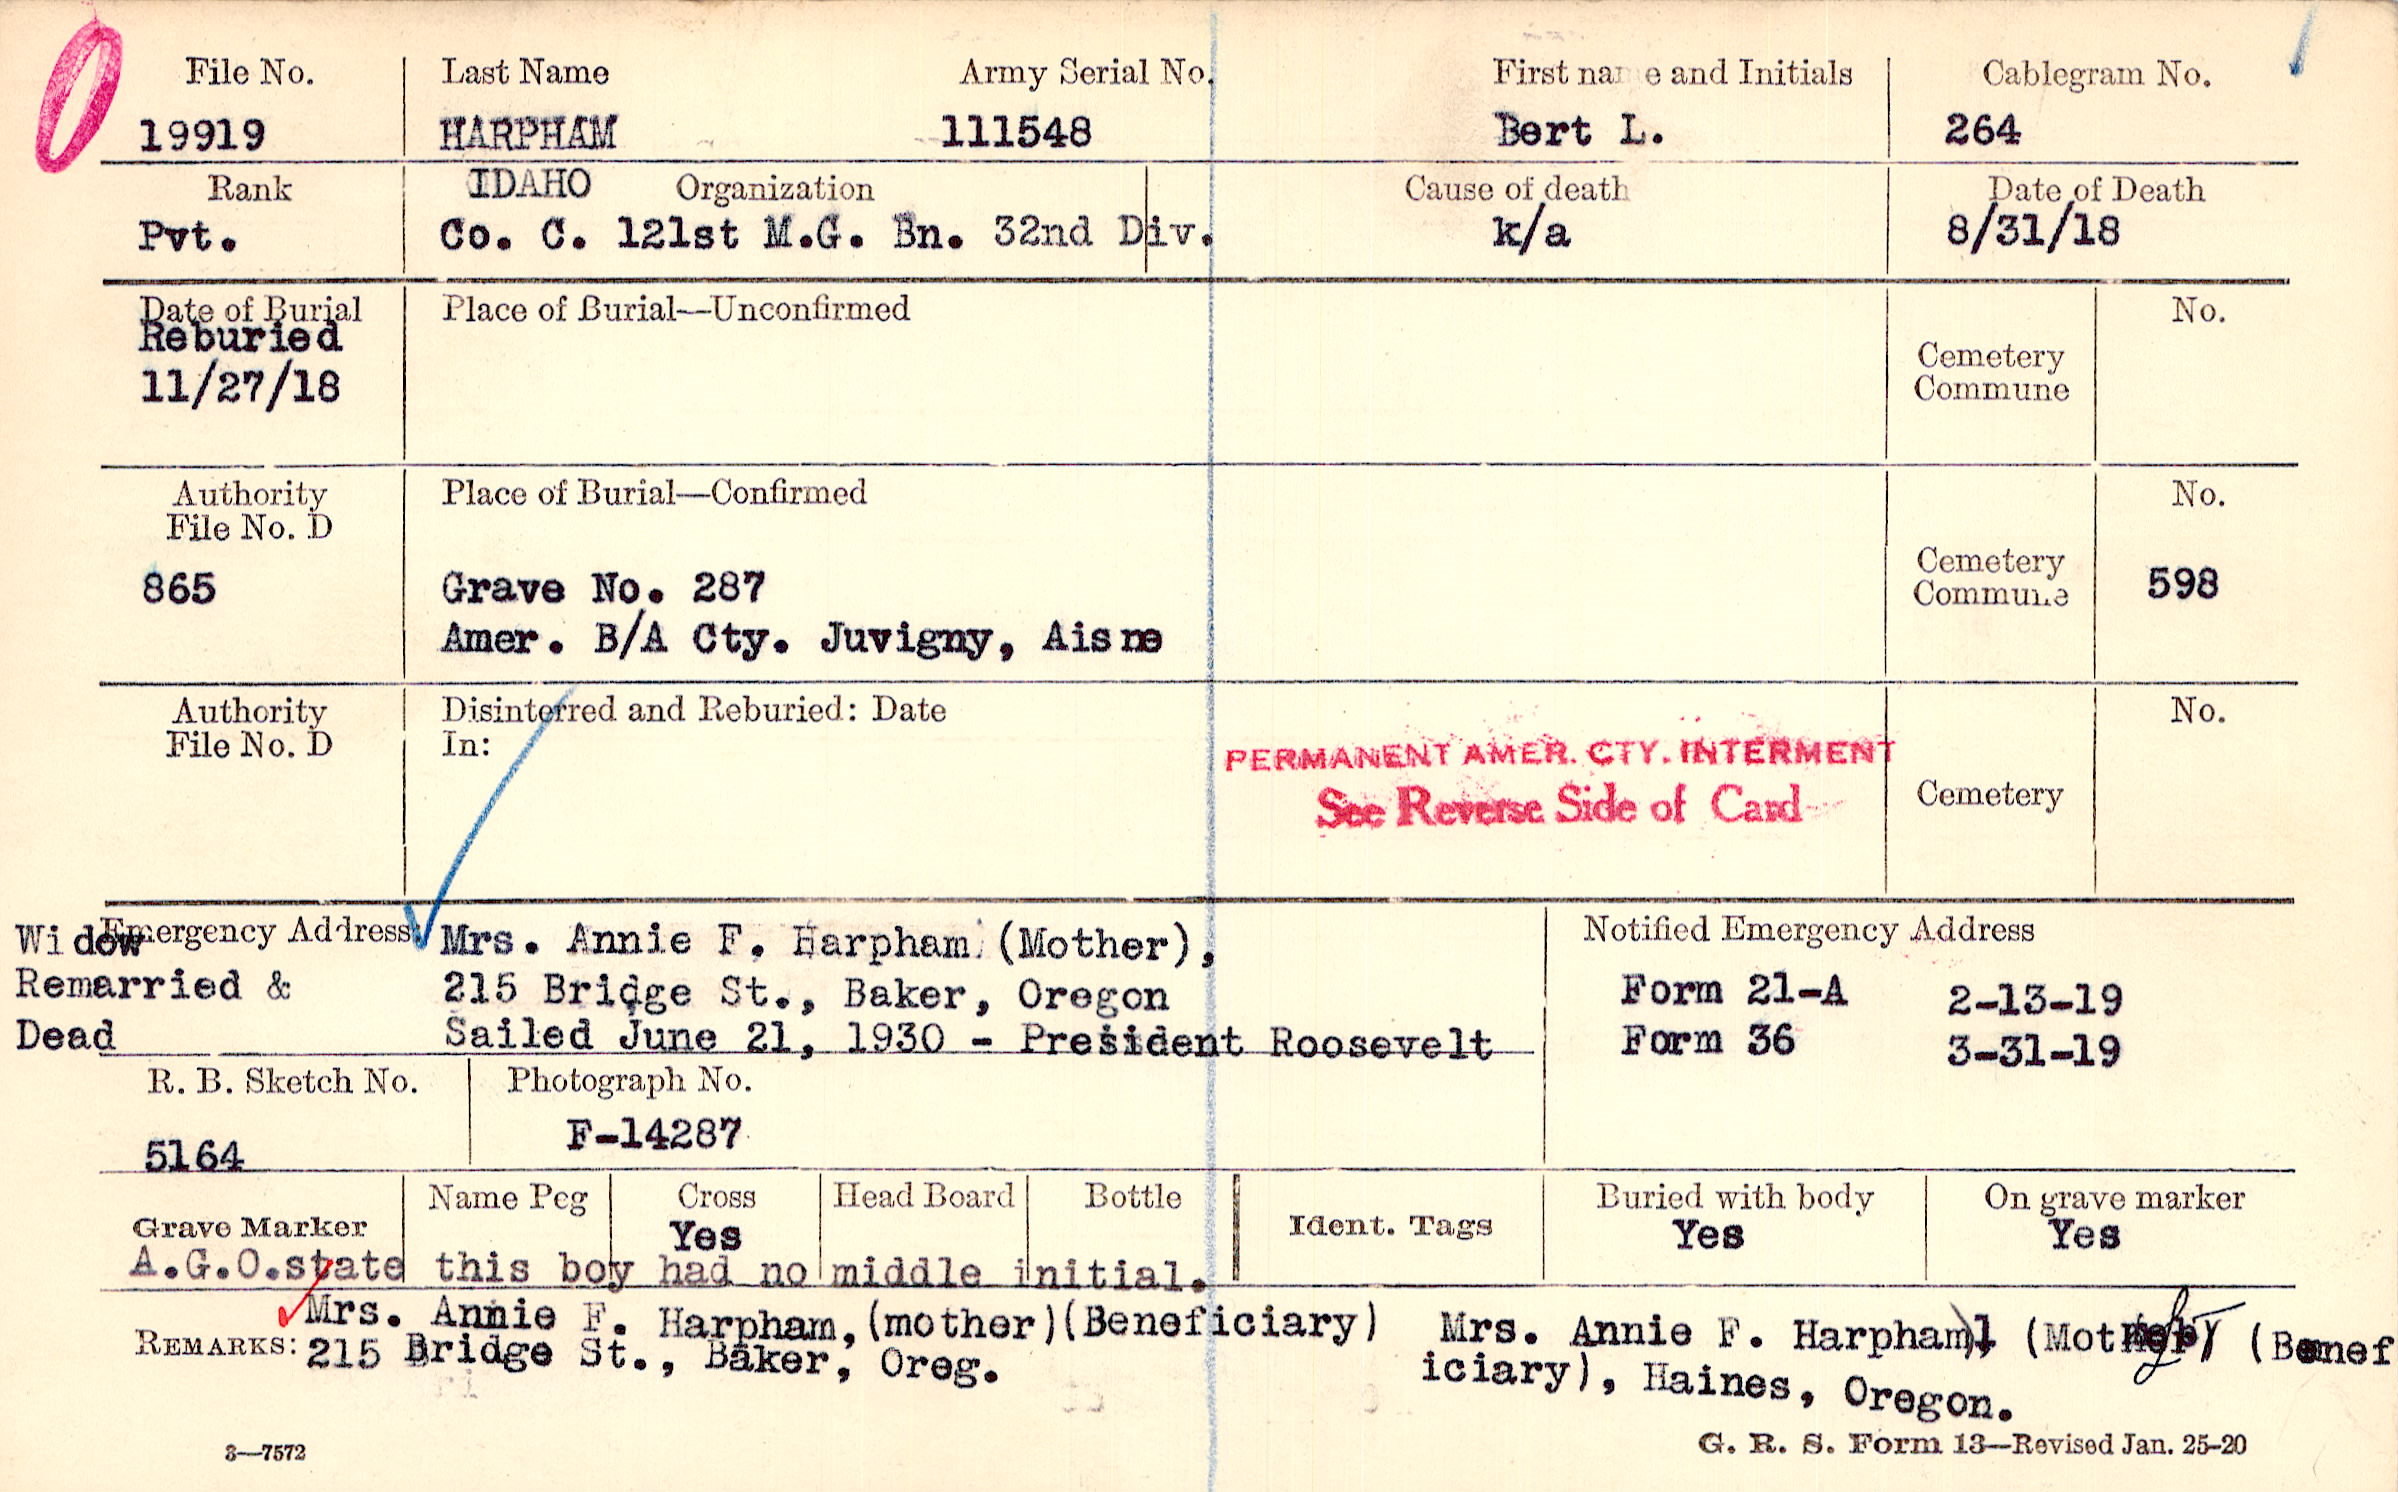 File No. Last Name Army Serial No. First name and Initials Cablegram No.
19919 HARPHAM 111548 Bert L. 264
Rank IDAHO Organization Cause of death Date of Death
Pvt. Co. C. 121st M.G. Bn. 32nd Div. k/a 8/31/18
Date of Burial Place of Burial—Unconfirmed No.
Reburied
11/27/18
Cemetery
Commune
Authority Place of Burial—Confirmed No.
File No. D
Cemetery
865 Grave No. 287 Commune 598
Amer. B/A Cty. Juvigny, Aisne
Authority Disinterred and Reburied: Date No.
File No. D In:
PERMANENT AMER. CTY. INTERMENT
See Reverse Side of Card Cemetery
Widow Emergency Address Mrs. Annie F. Harpham (Mother), Notified Emergency Address
Remarried & 215 Bridge St., Baker, Oregon Form 21-A 2-13-19
Dead Sailed June 21, 1930 - President Roosevelt Form 36 3-31-19
R. B. Sketch No. Photograph No.
5164 F-14287
Grave Marker Name Peg Cross Head Board Bottle Ident. Tags Buried with body On grave marker
Yes Yes Yes
A.G.O.state this boy had no middle initial.
Mrs. Annie F. Harpham,(mother)(Beneficiary) Mrs. Annie F. Harpham (Mother) (Benef
REMARKS: 215 Bridge St., Baker, Oreg. iciary), Haines, Oregon.
3—7572 G. R. S. Form 13—Revised Jan. 25-20